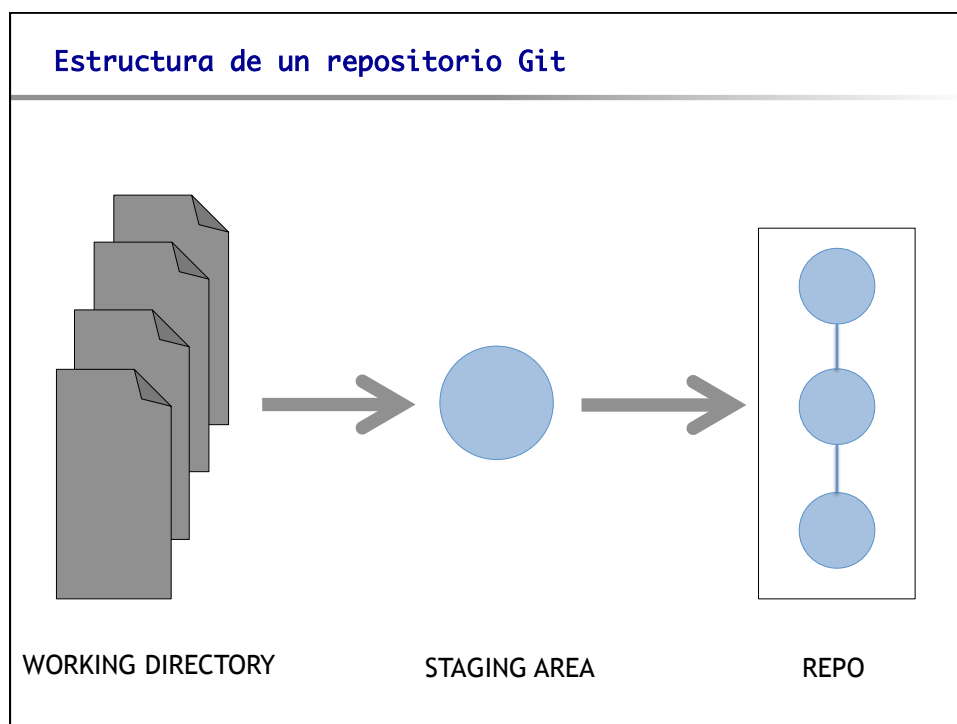 Estructura de un repositorio Git
WORKING DIRECTORY
STAGING AREA
REPO